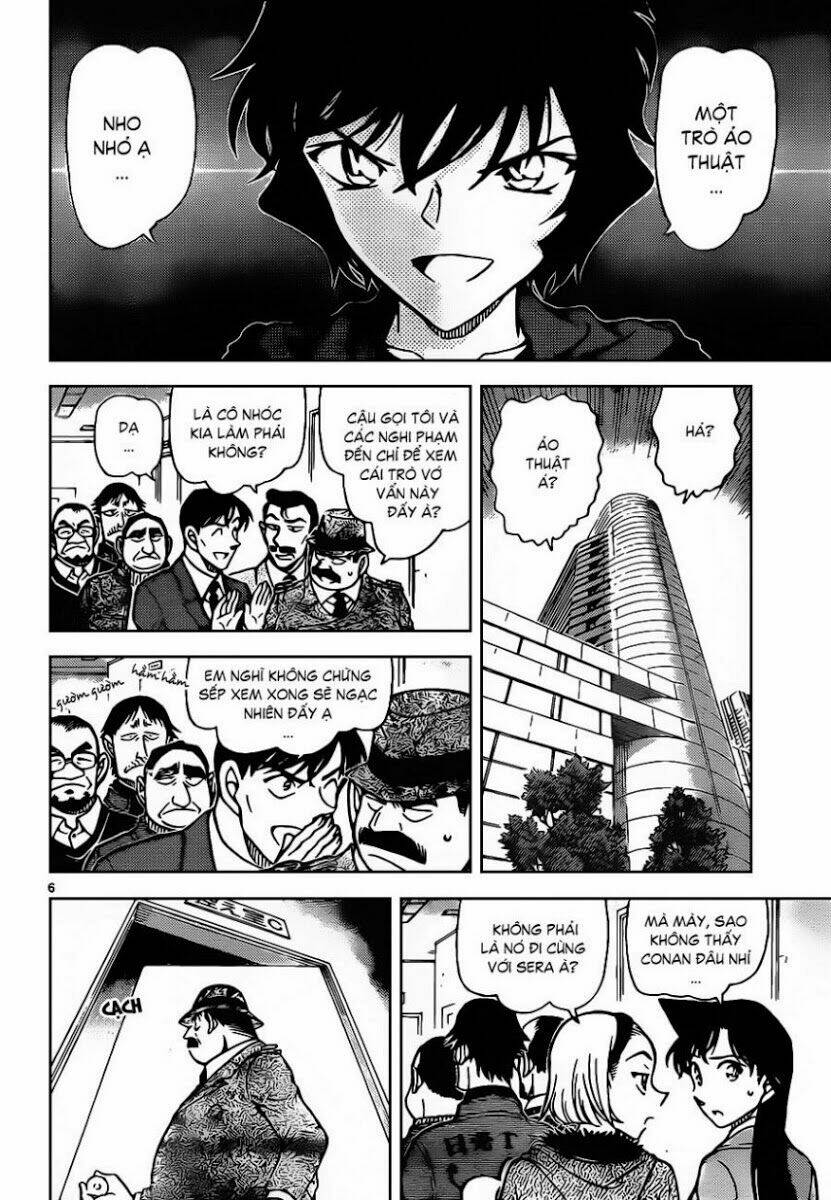 MỘT
TRÒ ẢO
THUẬT
...
NHO
NHỎ Ạ
...
HẢ?
ẢO
THUẬT
Á?
CẬU GỌI TÔI VÀ
CÁC NGHI PHẠM
ĐẾN CHỈ ĐỂ XEM
CÁI TRÒ VỚ
VẨN NÀY
ĐẤY À?
LÀ CÔ NHÓC
KIA LÀM PHẢI
KHÔNG?
DẠ
...
hầm hầm
gườm gườm
EM NGHĨ KHÔNG CHỪNG
SẾP XEM XONG SẼ NGẠC
NHIÊN ĐẤY Ạ
...
6
MÀ MÀY, SAO
KHÔNG THẤY
CONAN ĐÂU NHỈ
...
KHÔNG PHẢI
LÀ NÓ ĐI CÙNG
VỚI SERA À?
CẠCH